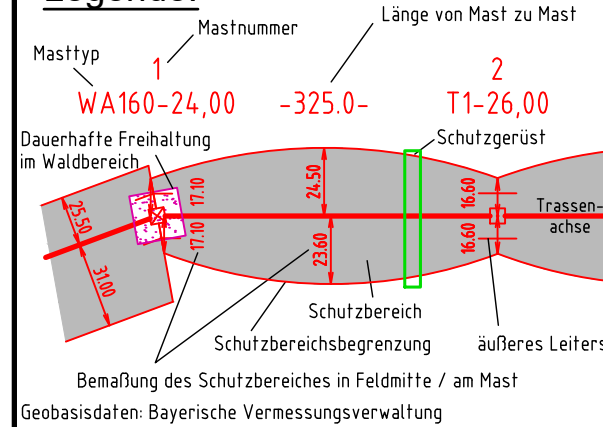 Legende:
Länge von Mast zu Mast
Mastnummer
Masttyp
1
2
WA160-24,00
-325.0-
T1-26,00
Dauerhafte Freihaltung
im Waldbereich
Schutzgerüst
17.10
24.50
16.60
25.50
Trassen-
achse
17.10
23.60
16.60
31.00
Schutzbereich
Schutzbereichsbegrenzung
äußeres Leiters
Bemaßung des Schutzbereiches in Feldmitte / am Mast
Geobasisdaten: Bayerische Vermessungsverwaltung